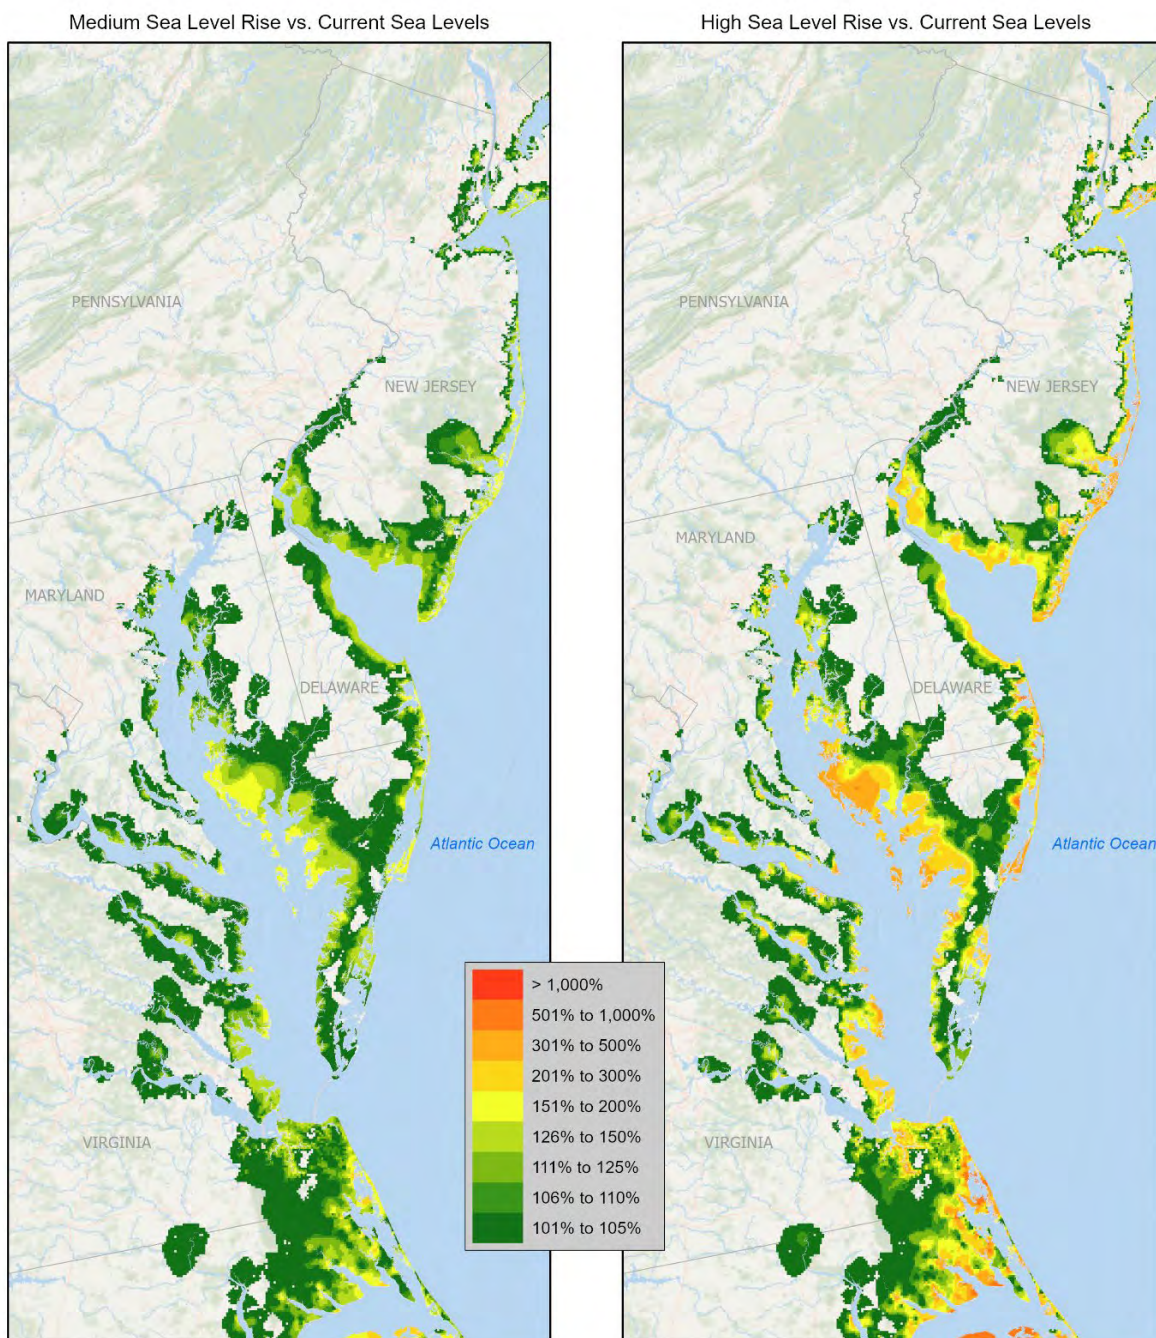 Medium Sea Level Rise vs. Current Sea Levels
High Sea Level Rise vs. Current Sea Levels
PENNSYLVANIA
NEW JERSEY
MARYLAND
DELAWARE
Atlantic Ocean
VIRGINIA
PENNSYLVANIA
NEW JERSEY
MARYLAND
DELAWARE
Atlantic Ocean
VIRGINIA
> 1,000%
501% to 1,000%
301% to 500%
201% to 300%
151% to 200%
126% to 150%
111% to 125%
106% to 110%
101% to 105%